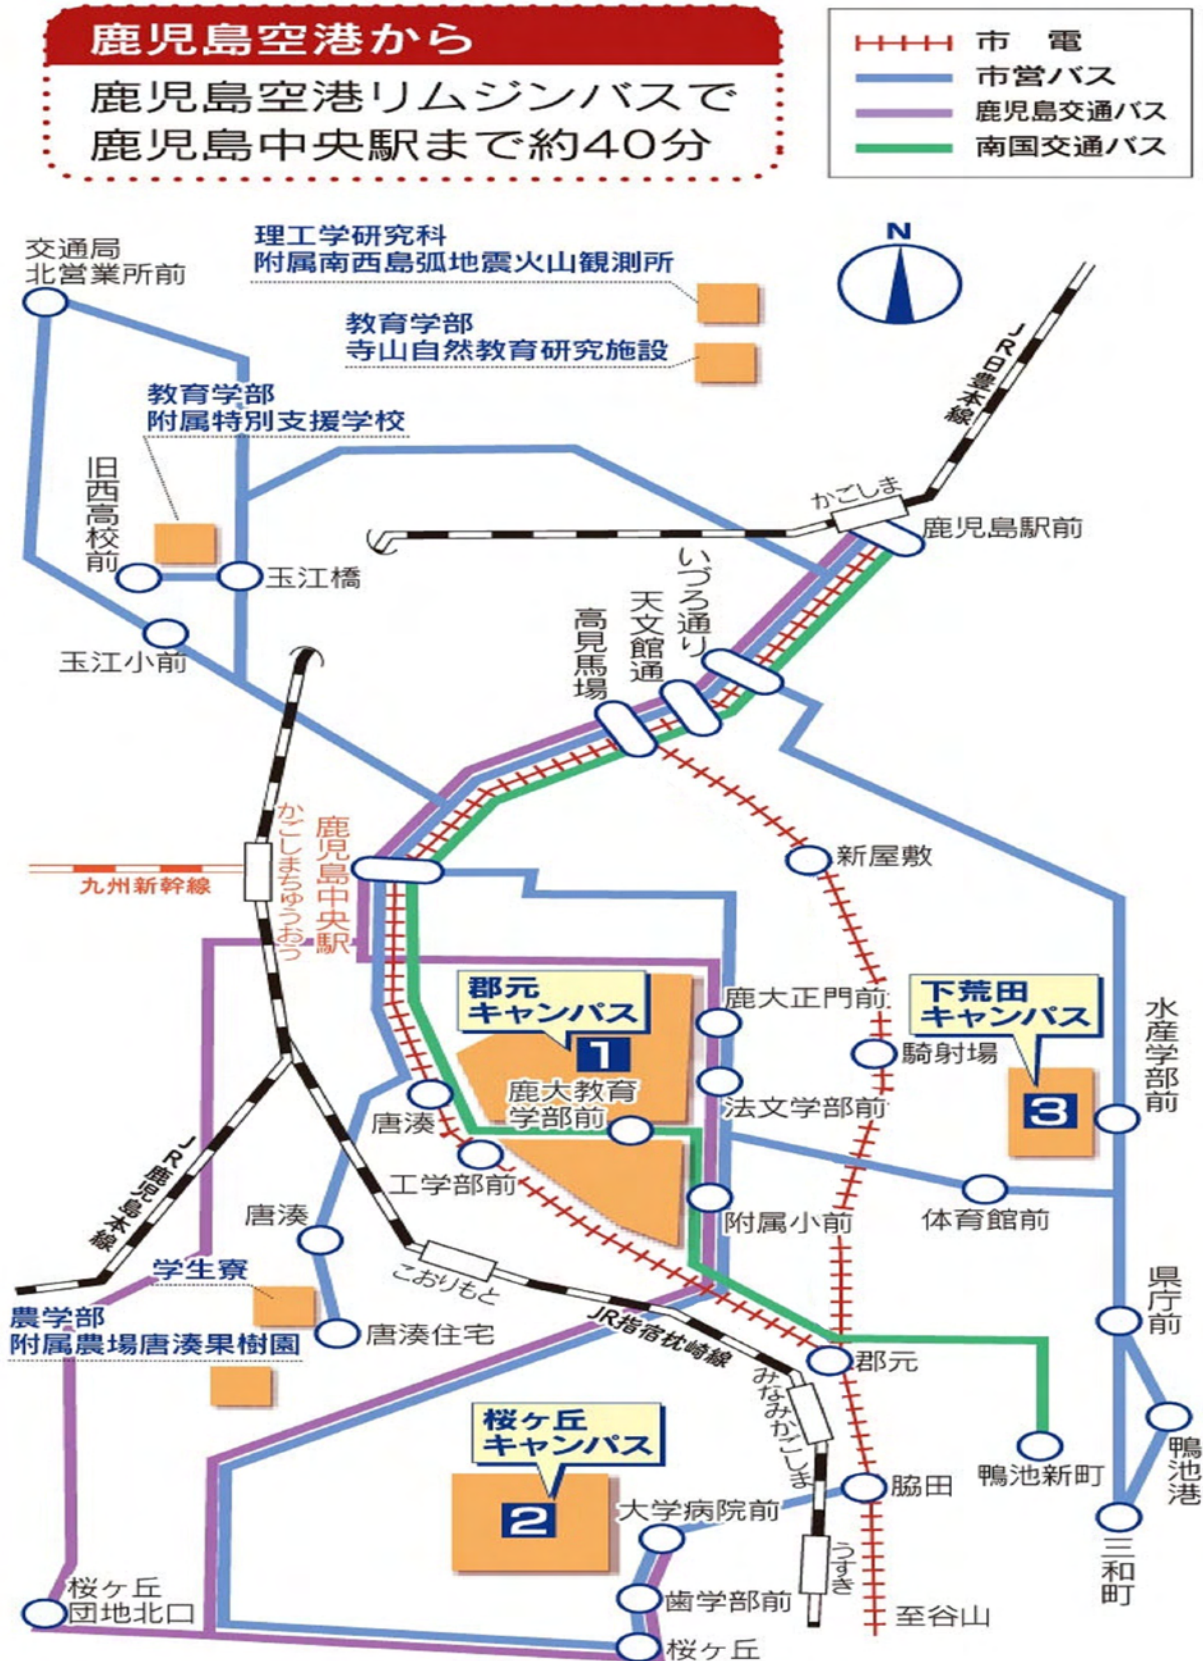 鹿児島空港から
鹿児島空港リムジンバスで
鹿児島中央駅まで約40分
市 電
市営バス
鹿児島交通バス
南国交通バス
交通局
北営業所前
理工学研究科
附属南西島弧地震火山観測所
教育学部
寺山自然教育研究施設
N
JR日豊本線
教育学部
附属特別支援学校
旧西高校前
玉江橋
玉江小前
かごしま
鹿児島駅前
いづろ通り
天文館通
高見馬場
新屋敷
九州新幹線
かごしまちゅうおう
鹿児島中央駅
郡元
キャンパス
1
鹿大教育
学部前
鹿大正門前
法文学部前
騎射場
下荒田
キャンパス
3
水産学部前
唐湊
工学部前
附属小前
体育館前
JR鹿児島本線
唐湊
こおりもと
学生寮
農学部
附属農場唐湊果樹園
唐湊住宅
JR指宿枕崎線
郡元
県庁前
みなみかごしま
桜ヶ丘
キャンパス
2
大学病院前
脇田
鴨池新町
鴨池港
三和町
うすき
歯学部前
桜ヶ丘
団地北口
至谷山
桜ヶ丘